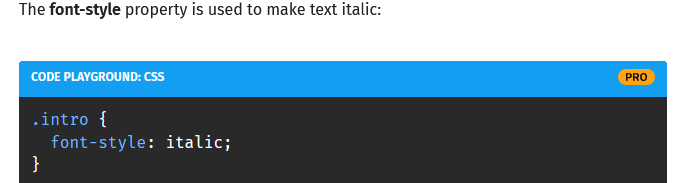 The font-style property is used to make text italic:
CODE PLAYGROUND: CSS
PRO
.intro {
  font-style: italic;
}